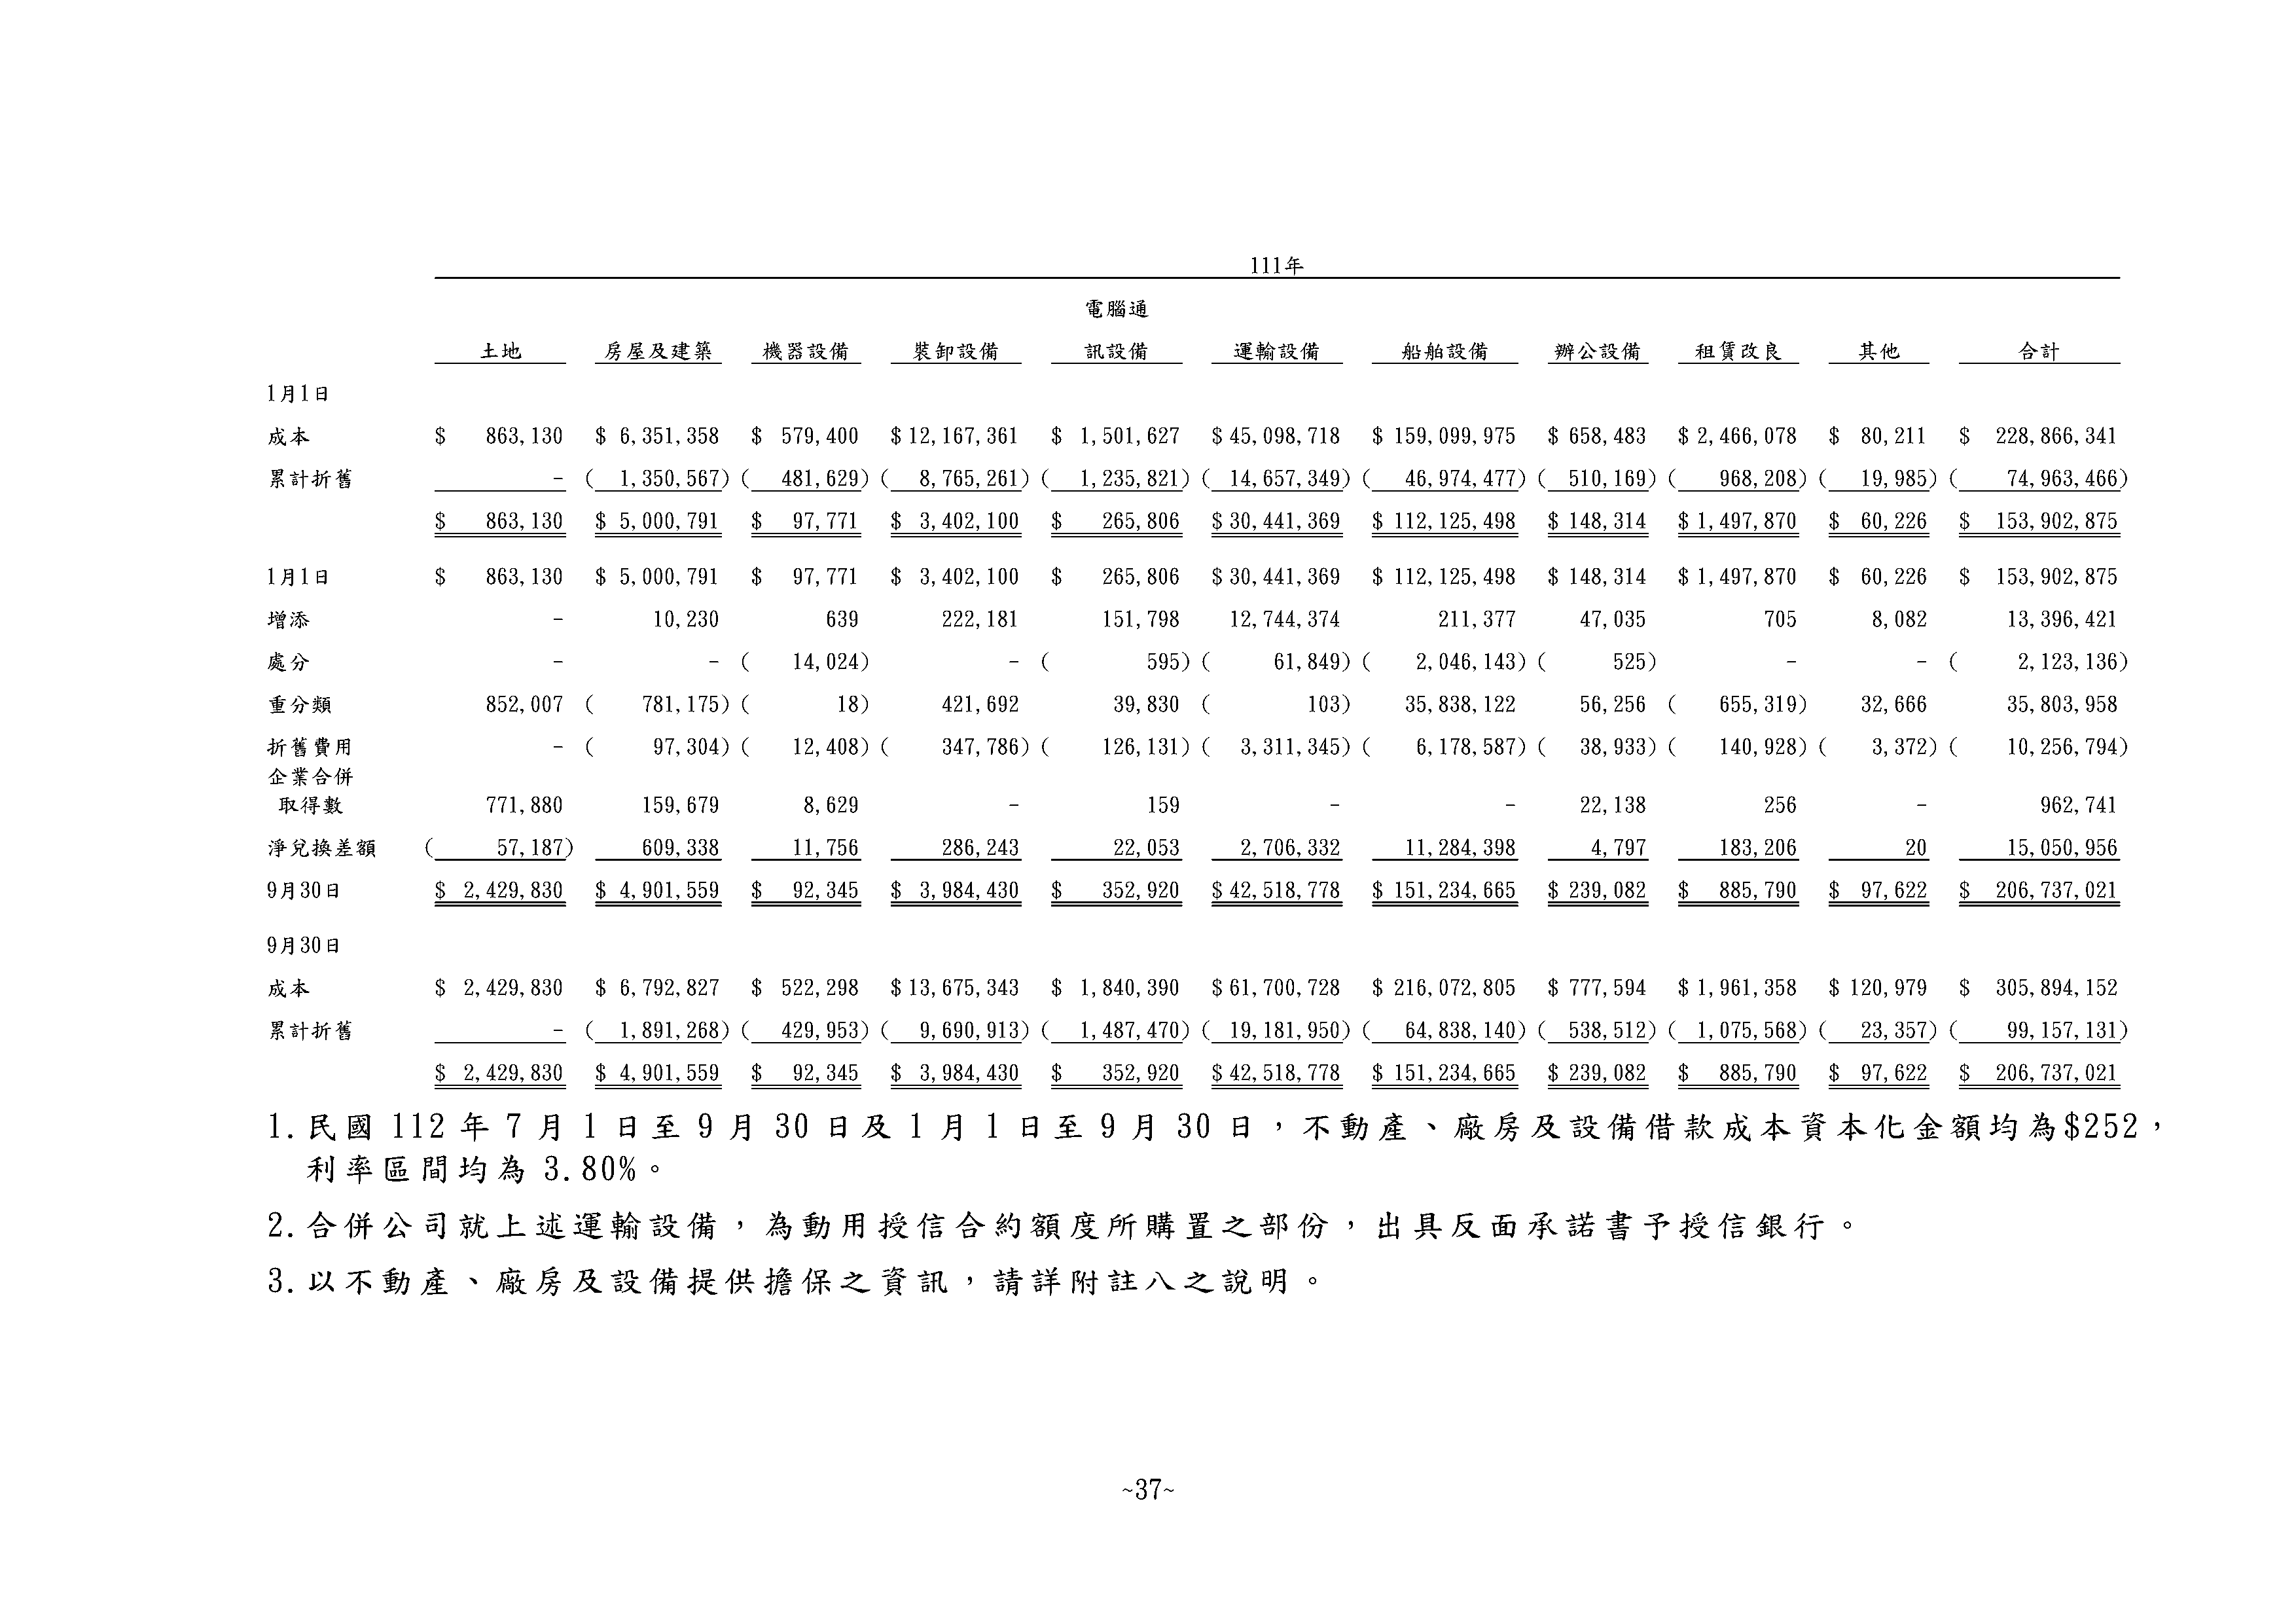 111年
電腦通
土地 房屋及建築 機器設備 裝卸設備 訊設備 運輸設備 船舶設備 辦公設備 租賃改良 其他 合計
1月1日
成本 $ 863,130 $ 6,351,358 $ 579,400 $ 12,167,361 $ 1,501,627 $ 45,098,718 $ 159,099,975 $ 658,483 $ 2,466,078 $ 80,211 $ 228,866,341
累計折舊 - ( 1,350,567) ( 481,629) ( 8,765,261) ( 1,235,821) ( 14,657,349) ( 46,974,477) ( 510,169) ( 968,208) ( 19,985) ( 74,963,466)
$ 863,130 $ 5,000,791 $ 97,771 $ 3,402,100 $ 265,806 $ 30,441,369 $ 112,125,498 $ 148,314 $ 1,497,870 $ 60,226 $ 153,902,875
1月1日 $ 863,130 $ 5,000,791 $ 97,771 $ 3,402,100 $ 265,806 $ 30,441,369 $ 112,125,498 $ 148,314 $ 1,497,870 $ 60,226 $ 153,902,875
增添 - 10,230 639 222,181 151,798 12,744,374 211,377 47,035 705 8,082 13,396,421
處分 - - ( 14,024) - ( 595) ( 61,849) ( 2,046,143) ( 525) - - ( 2,123,136)
重分類 852,007 ( 781,175) ( 18) 421,692 39,830 ( 103) 35,838,122 56,256 ( 655,319) 32,666 35,803,958
折舊費用 - ( 97,304) ( 12,408) ( 347,786) ( 126,131) ( 3,311,345) ( 6,178,587) ( 38,933) ( 140,928) ( 3,372) ( 10,256,794)
企業合併
取得數 771,880 159,679 8,629 - 159 - - 22,138 256 - 962,741
淨兌換差額 ( 57,187) 609,338 11,756 286,243 22,053 2,706,332 11,284,398 4,797 183,206 20 15,050,956
9月30日 $ 2,429,830 $ 4,901,559 $ 92,345 $ 3,984,430 $ 352,920 $ 42,518,778 $ 151,234,665 $ 239,082 $ 885,790 $ 97,622 $ 206,737,021
9月30日
成本 $ 2,429,830 $ 6,792,827 $ 522,298 $ 13,675,343 $ 1,840,390 $ 61,700,728 $ 216,072,805 $ 777,594 $ 1,961,358 $ 120,979 $ 305,894,152
累計折舊 - ( 1,891,268) ( 429,953) ( 9,690,913) ( 1,487,470) ( 19,181,950) ( 64,838,140) ( 538,512) ( 1,075,568) ( 23,357) ( 99,157,131)
$ 2,429,830 $ 4,901,559 $ 92,345 $ 3,984,430 $ 352,920 $ 42,518,778 $ 151,234,665 $ 239,082 $ 885,790 $ 97,622 $ 206,737,021
1. 民國 112 年 7 月 1 日至 9 月 30 日及 1 月 1 日至 9 月 30 日，不動產、廠房及設備借款成本資本化金額均為$252，
利率區間均為 3.80%。
2. 合併公司就上述運輸設備，為動用授信合約額度所購置之部份，出具反面承諾書予授信銀行。
3. 以不動產、廠房及設備提供擔保之資訊，請詳附註八之說明。
~37~